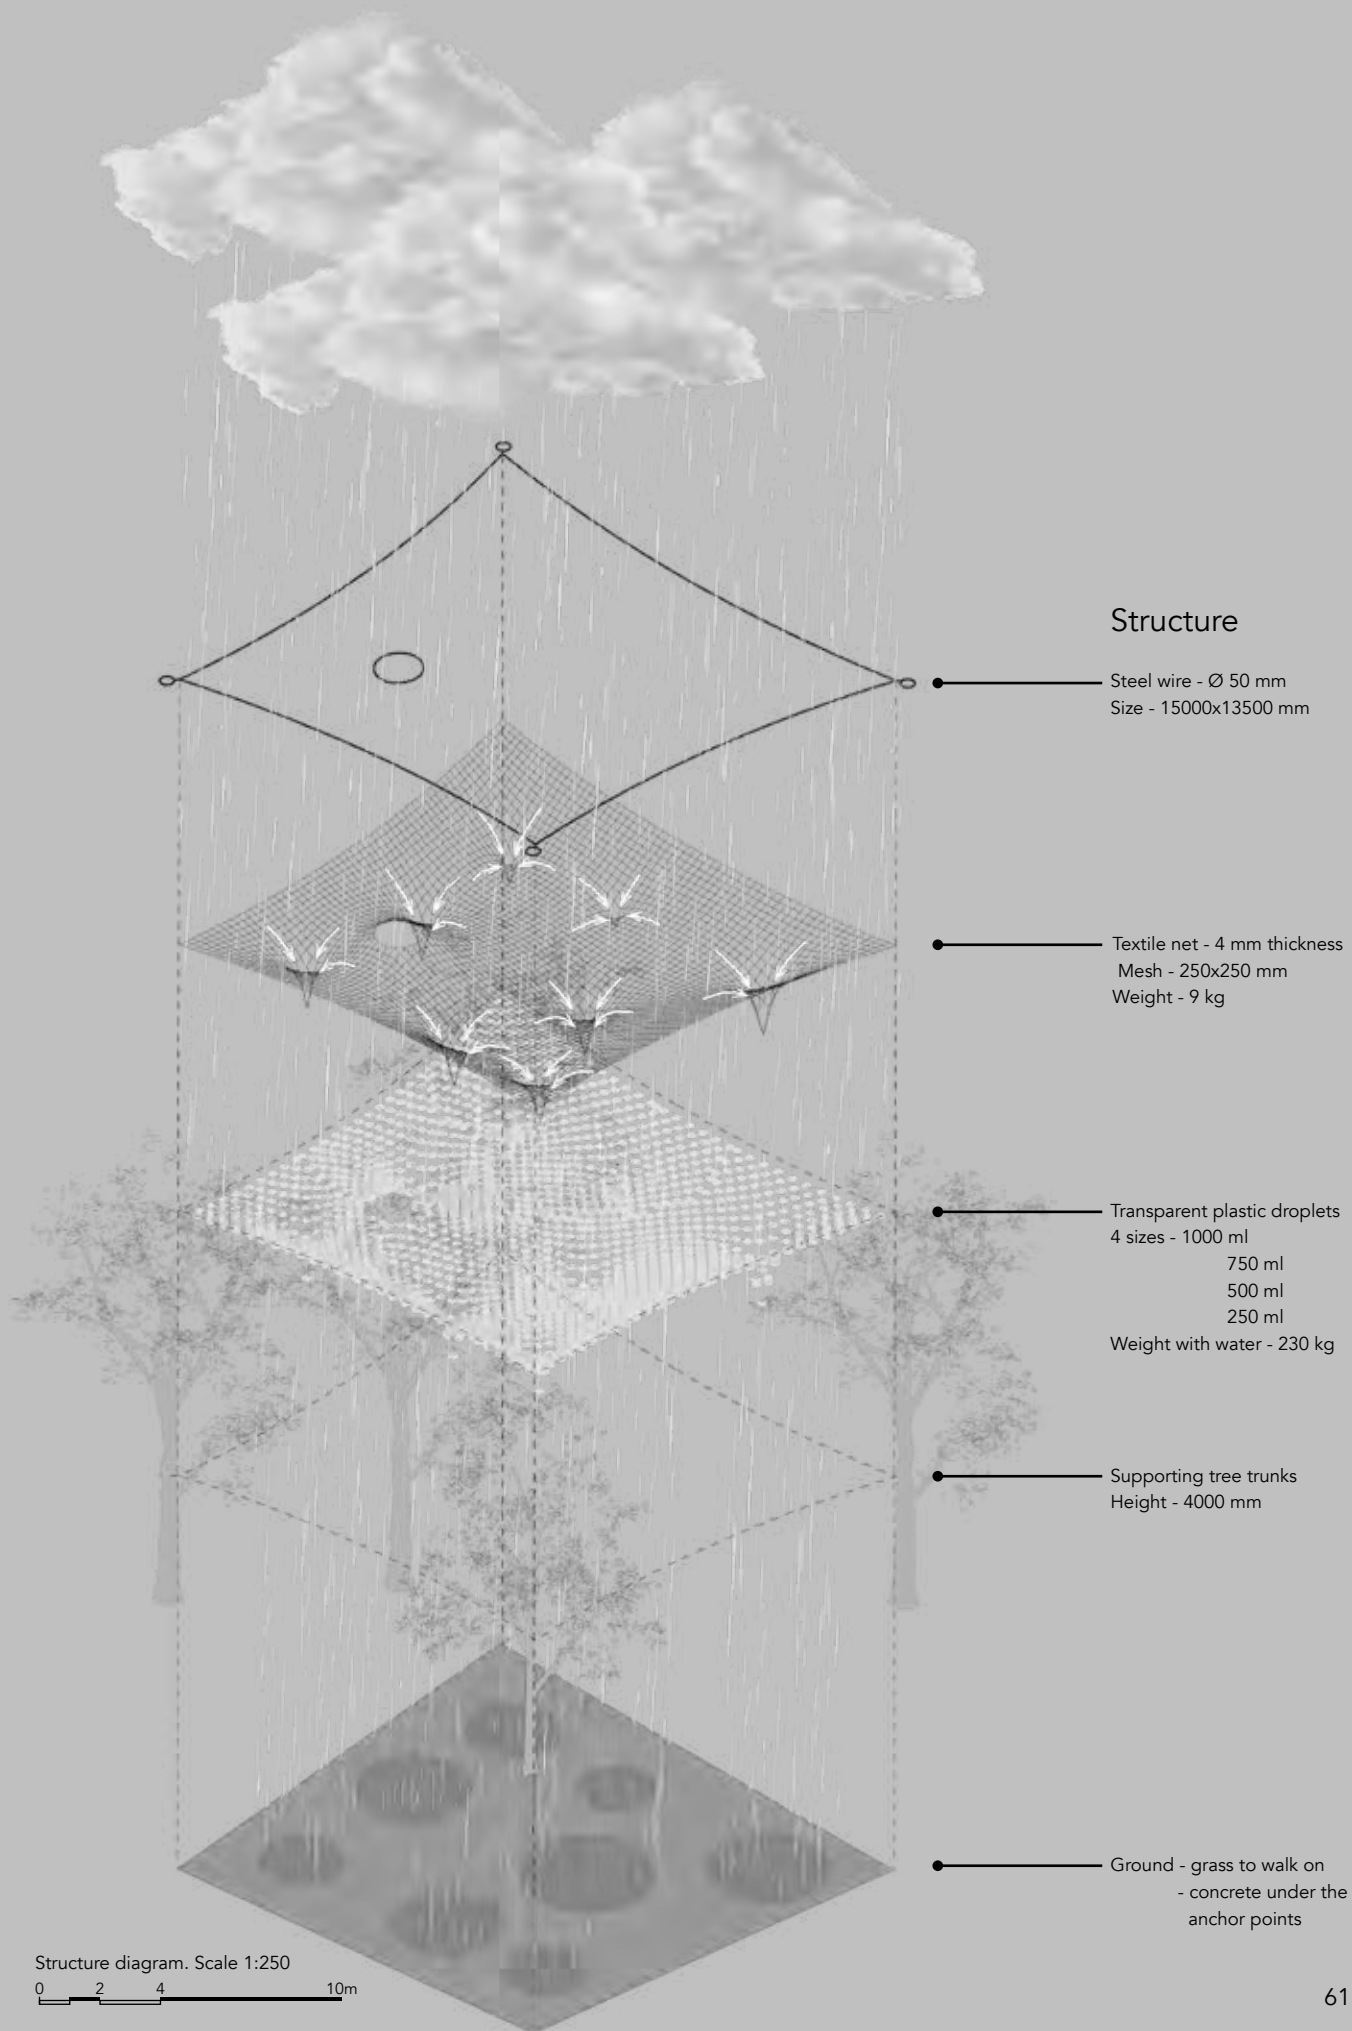 Structure
Steel wire - Ø 50 mm
Size - 15000x13500 mm
Textile net - 4 mm thickness
Mesh - 250x250 mm
Weight - 9 kg
Transparent plastic droplets
4 sizes - 1000 ml
750 ml
500 ml
250 ml
Weight with water - 230 kg
Supporting tree trunks
Height - 4000 mm
Ground - grass to walk on
- concrete under the
anchor points
Structure diagram. Scale 1:250
0 2 4 10m
61